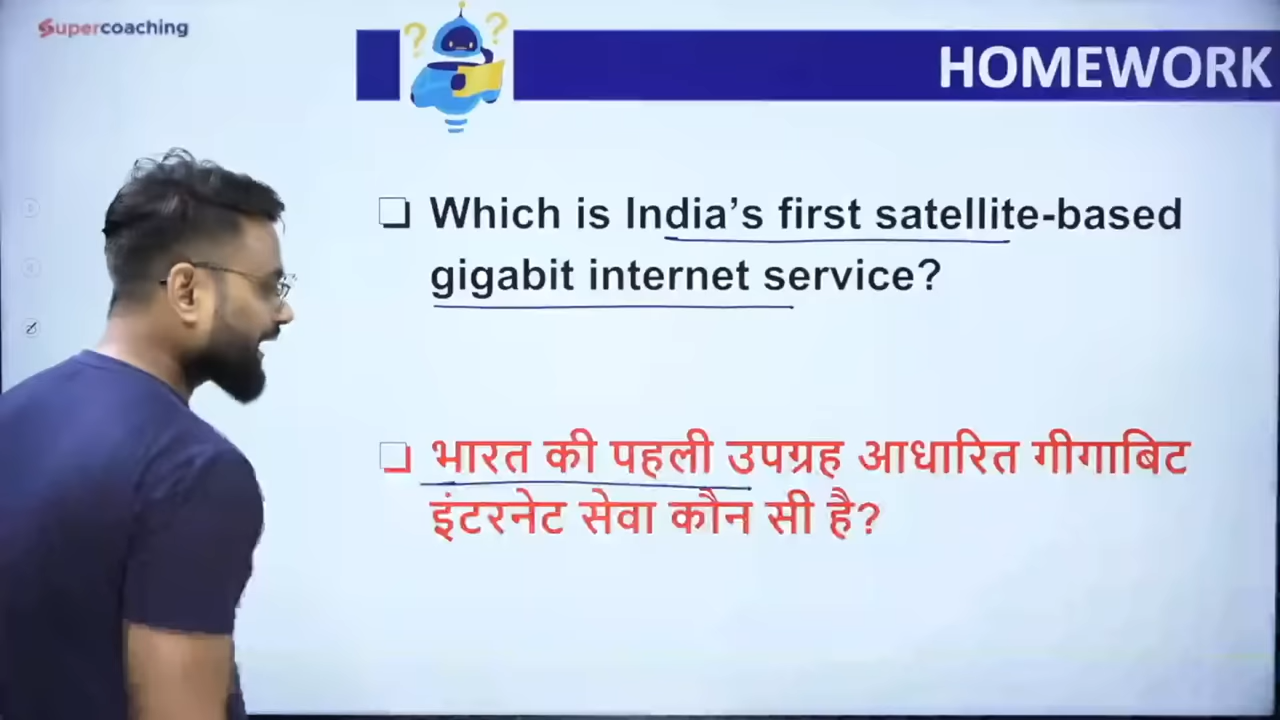 Supercoaching
HOMEWORK
Which is India's first satellite-based
gigabit internet service?
भारत की पहली उपग्रह आधारित गीगाबिट
इंटरनेट सेवा कौन सी है?